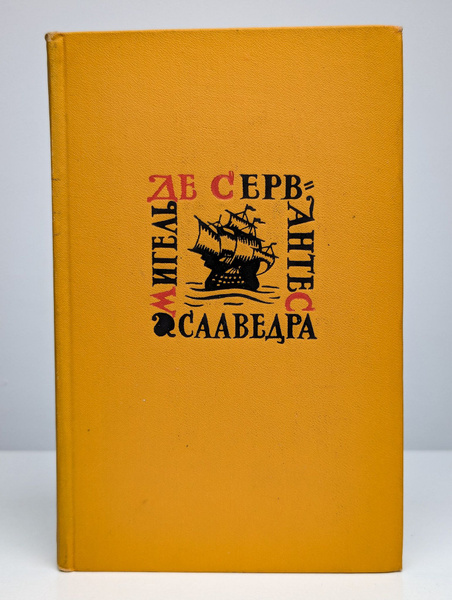 Мигель
де Серв=
антес
Сааведра